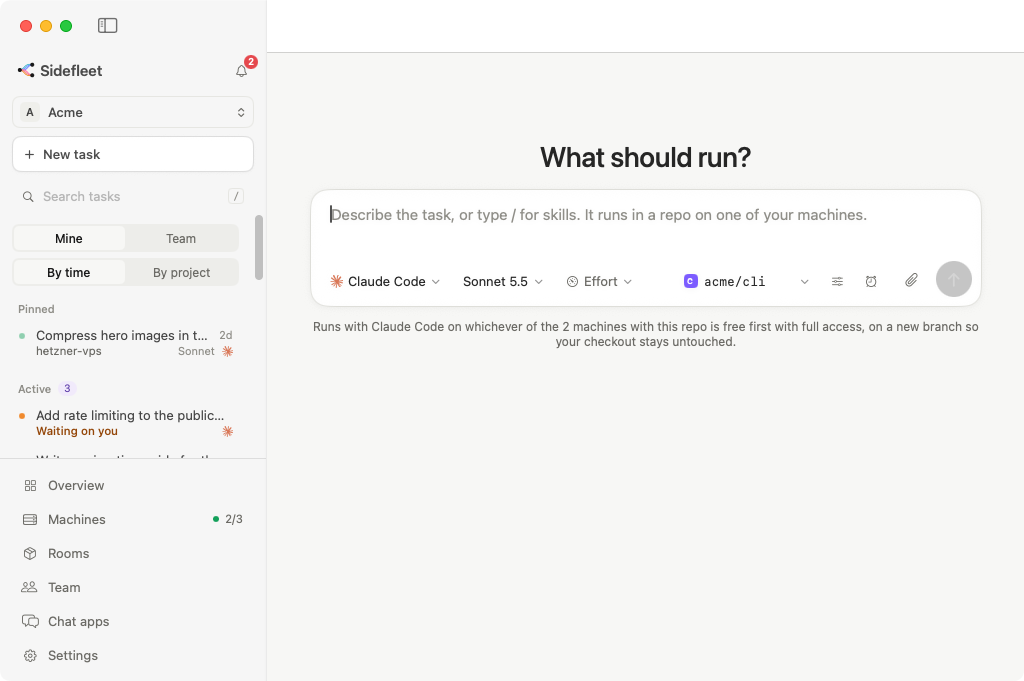 Sidefleet
2
A Acme
New task
Search tasks /
Mine Team
By time By project
Pinned
Compress hero images in t... 2d
hetzner-vps Sonnet
Active 3
Add rate limiting to the public...
Waiting on you
Overview
Machines 2/3
Rooms
Team
Chat apps
Settings
What should run?
Describe the task, or type / for skills. It runs in a repo on one of your machines.
Claude Code Sonnet 5.5 Effort C acme/cli
Runs with Claude Code on whichever of the 2 machines with this repo is free first with full access, on a new branch so
your checkout stays untouched.